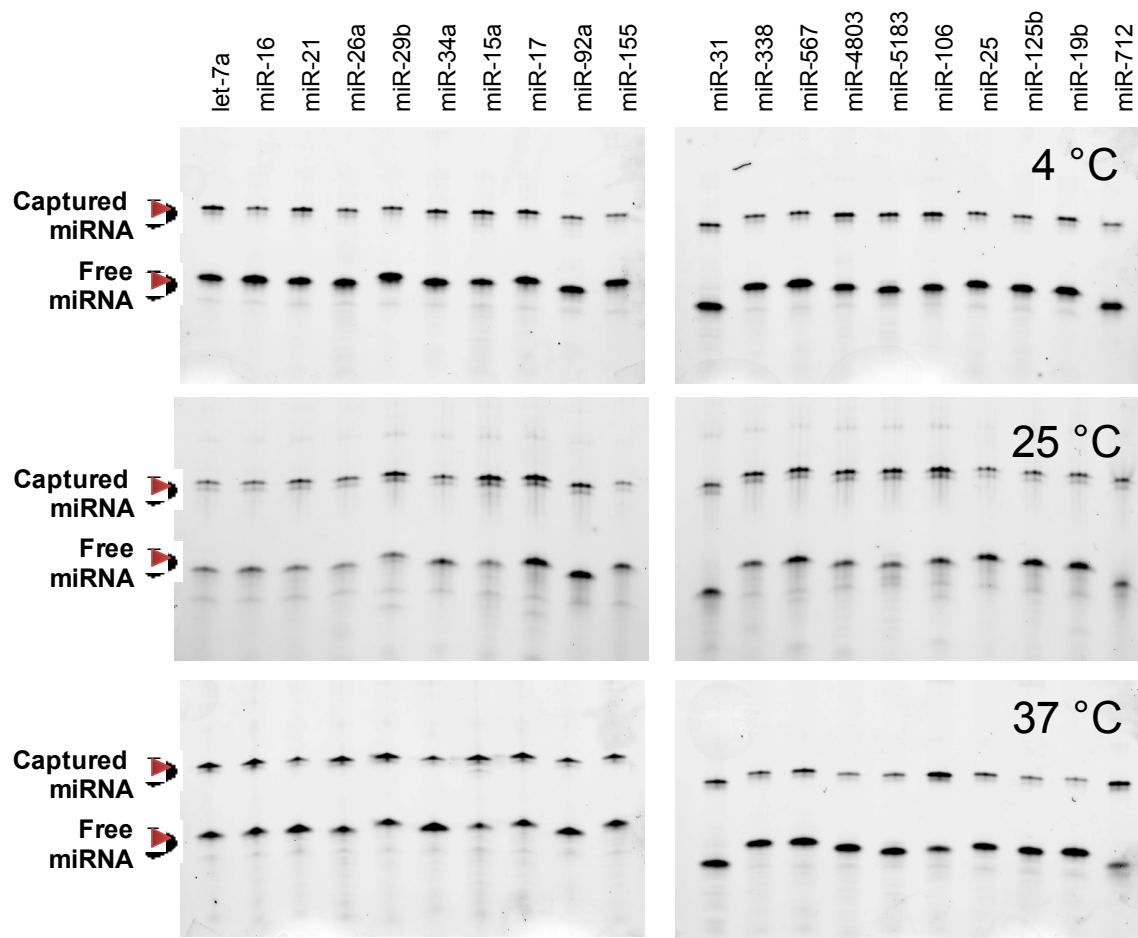 let-7a
miR-16
miR-21
miR-26a
miR-29b
miR-34a
miR-15a
miR-17
miR-92a
miR-155
miR-31
miR-338
miR-567
miR-4803
miR-5183
miR-106
miR-25
miR-125b
miR-19b
miR-712
4 °C
Captured
miRNA
Free
miRNA
25 °C
Captured
miRNA
Free
miRNA
37 °C
Captured
miRNA
Free
miRNA